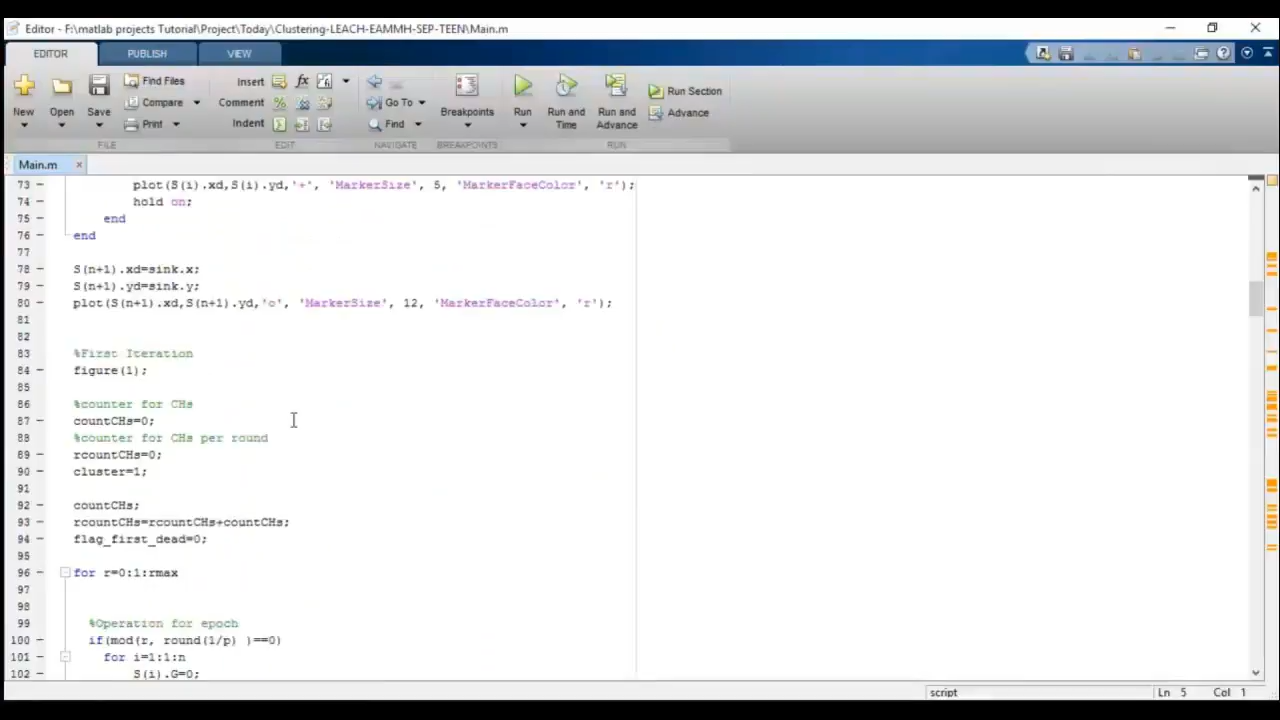 Editor - F:\matlab projects Tutorial\Project\Today\Clustering-LEACH-EAMMH-SEP-TEEN\Main.m
EDITOR PUBLISH VIEW
New Open Save Find Files Compare Print
Insert fx Comment % Indent
Go To Find
Breakpoints
Run Run and Time Run and Advance Run Section Advance
FILE EDIT NAVIGATE BREAKPOINTS RUN
Main.m ×
73 – plot(S(i).xd,S(i).yd,'+', 'MarkerSize', 5, 'MarkerFaceColor', 'r');
74 – hold on;
75 – end
76 – end
77
78 – S(n+1).xd=sink.x;
79 – S(n+1).yd=sink.y;
80 – plot(S(n+1).xd,S(n+1).yd,'o', 'MarkerSize', 12, 'MarkerFaceColor', 'r');
81
82
83 %First Iteration
84 – figure(1);
85
86 %counter for CHs
87 – countCHs=0;
88 %counter for CHs per round
89 – rcountCHs=0;
90 – cluster=1;
91
92 – countCHs;
93 – rcountCHs=rcountCHs+countCHs;
94 – flag_first_dead=0;
95
96 – for r=0:1:rmax
97
98
99 %Operation for epoch
100 – if(mod(r, round(1/p) )==0)
101 – for i=1:1:n
102 – S(i).G=0;
script Ln 5 Col 1